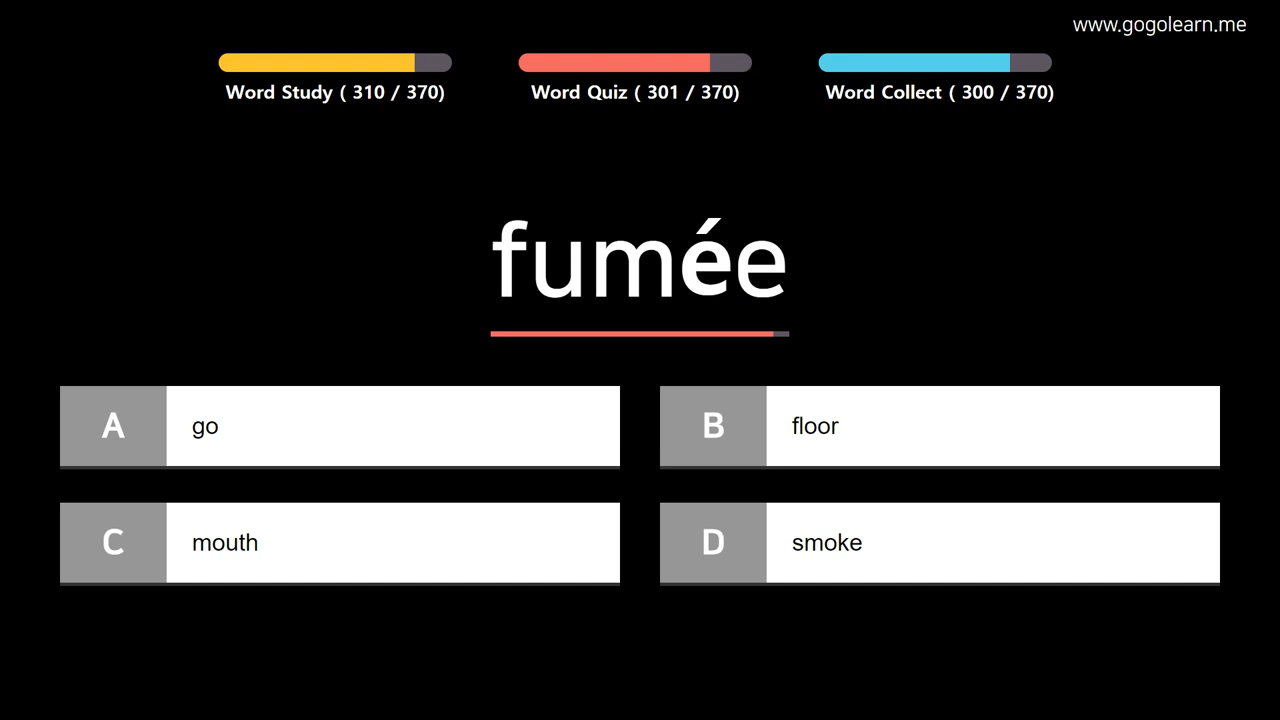 www.gogolearn.me
Word Study ( 310 / 370)
Word Quiz ( 301 / 370)
Word Collect ( 300 / 370)
fumée
A go
B floor
C mouth
D smoke